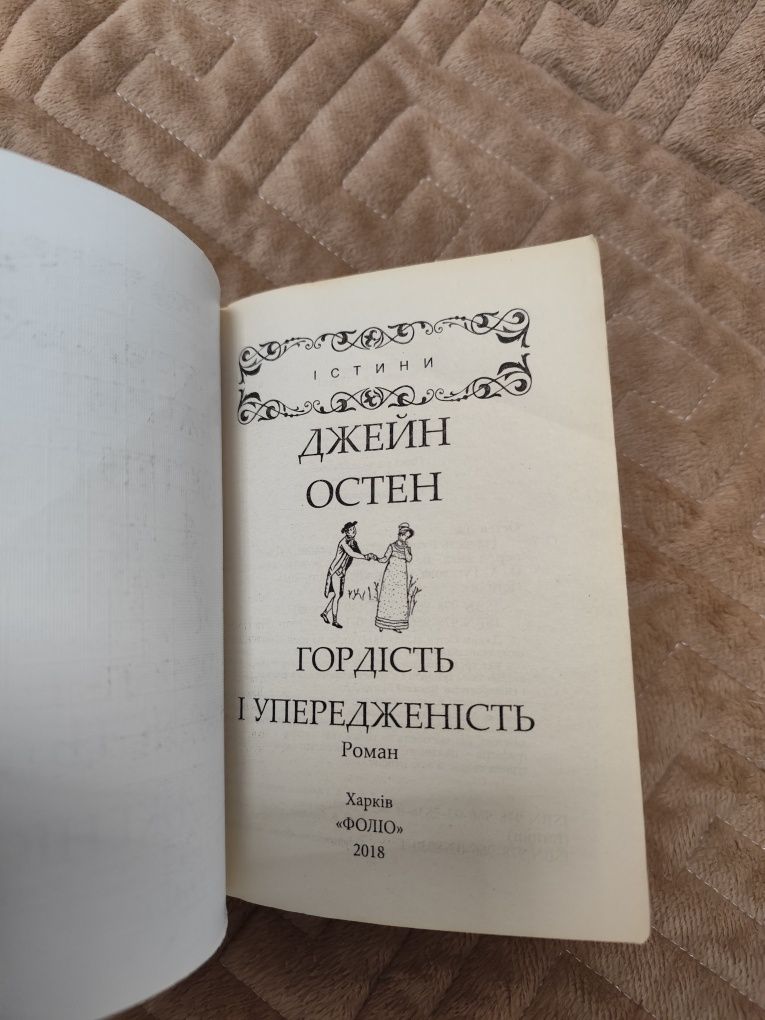 ІСТИНИ
ДЖЕЙН
ОСТЕН
ГОРДІСТЬ
І УПЕРЕДЖЕНІСТЬ
Роман
Харків
«ФОЛІО»
2018